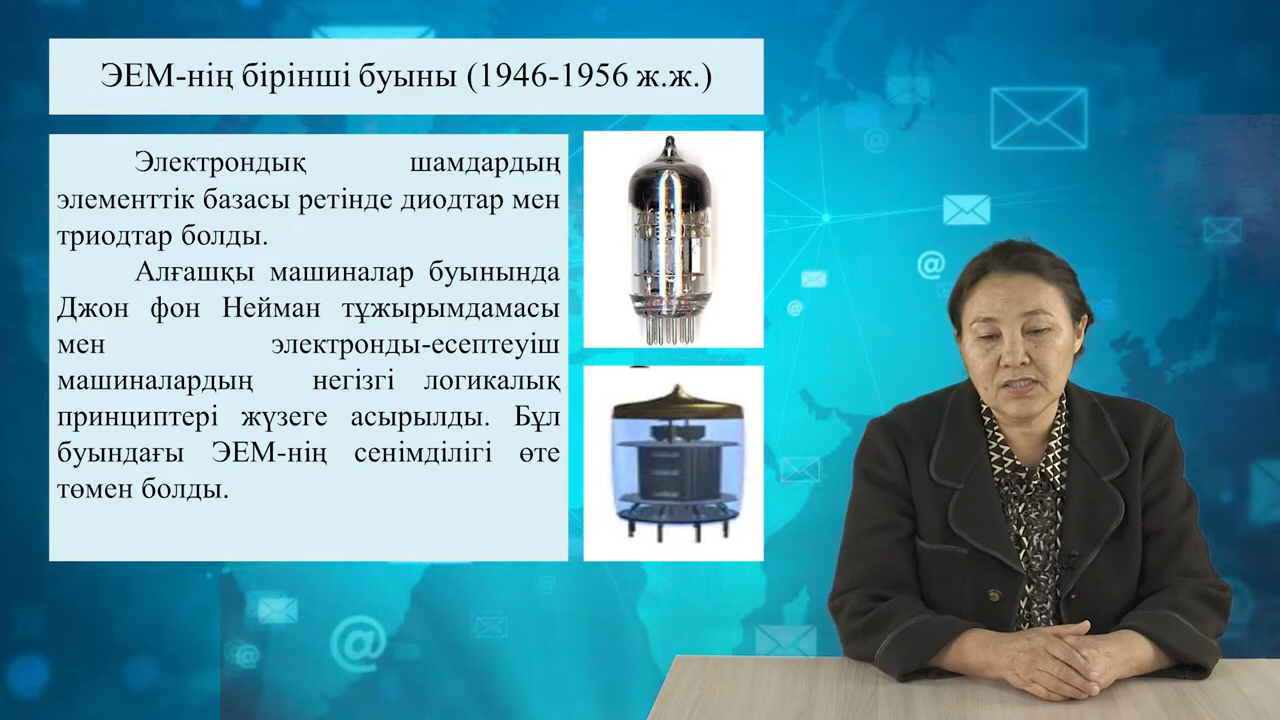 ЭЕМ-нің бірінші буыны (1946-1956 ж.ж.)
Электрондық шамдардың
элементтік базасы ретінде диодтар мен
триодтар болды.
Алғашқы машиналар буынында
Джон фон Нейман тұжырымдамасы
мен электронды-есептеуіш
машиналардың негізгі логикалық
принциптері жүзеге асырылды. Бұл
буындағы ЭЕМ-нің сенімділігі өте
төмен болды.